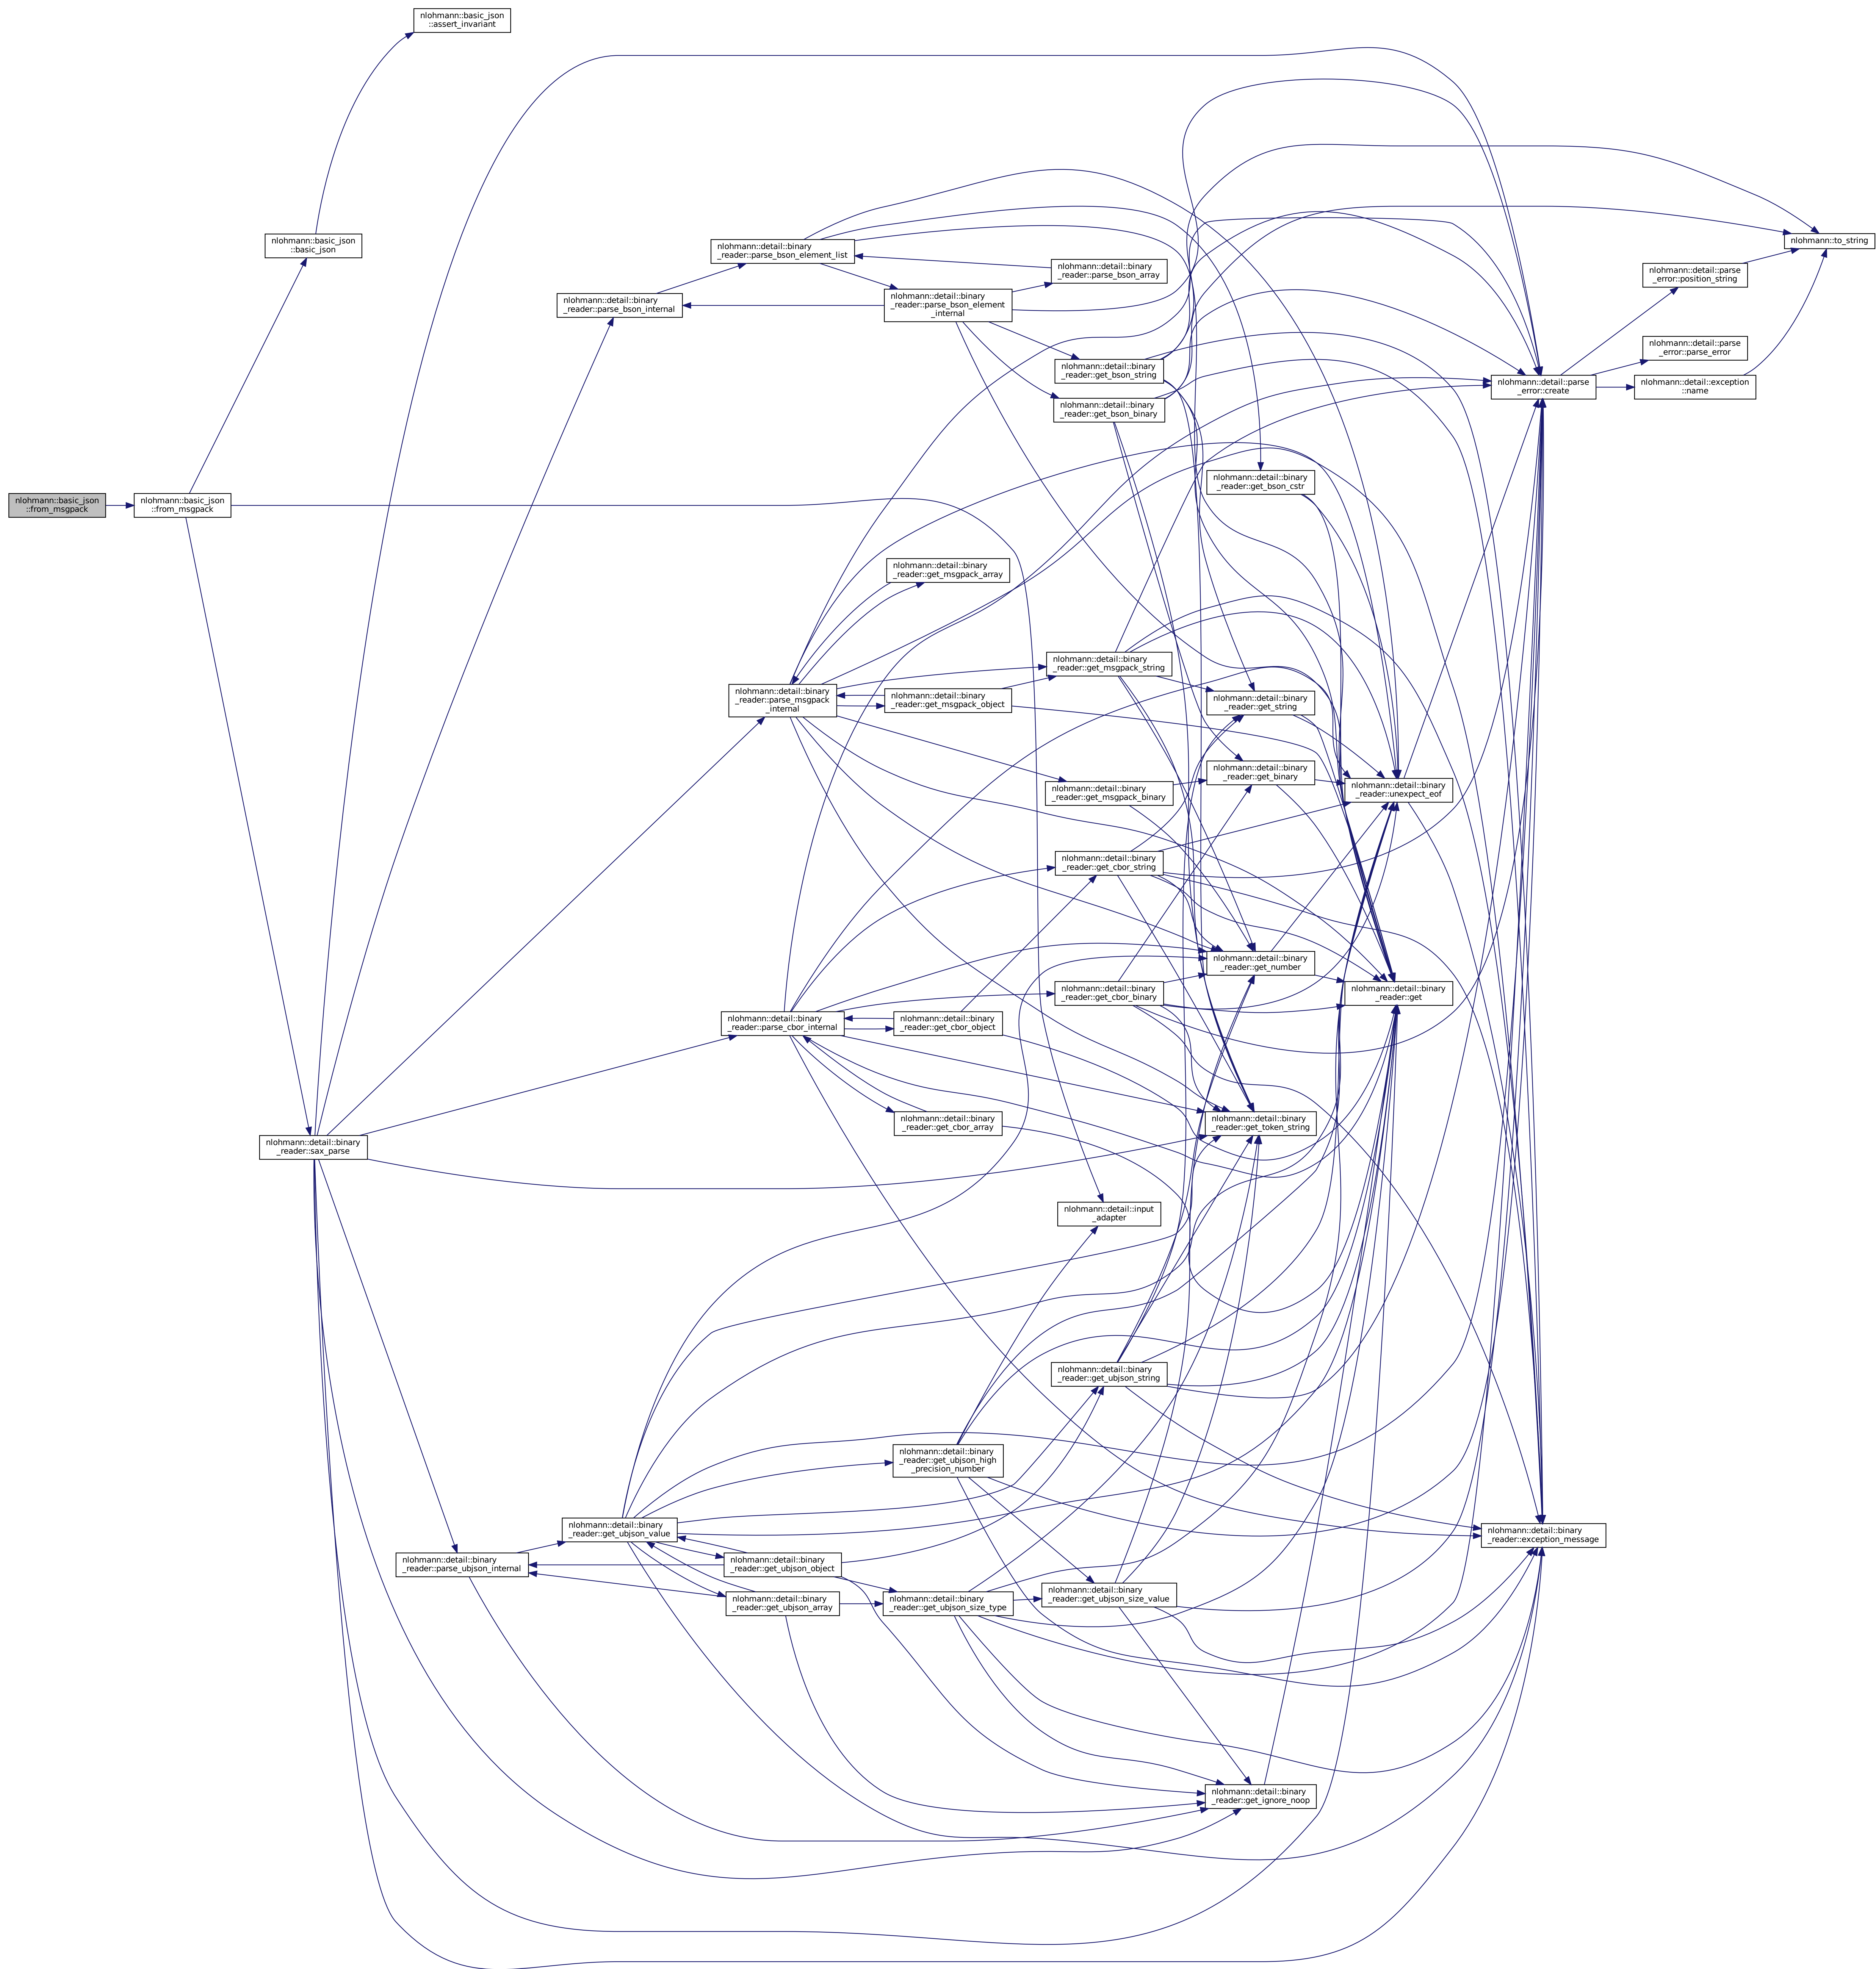 nlohmann::basic_json
::assert_invariant
nlohmann::basic_json
::basic_json
nlohmann::to_string
nlohmann::detail::binary
_reader::parse_bson_element_list
nlohmann::detail::binary
_reader::parse_bson_array
nlohmann::detail::parse
_error::position_string
nlohmann::detail::binary
_reader::parse_bson_internal
nlohmann::detail::binary
_reader::parse_bson_element
_internal
nlohmann::detail::parse
_error::parse_error
nlohmann::detail::binary
_reader::get_bson_string
nlohmann::detail::parse
_error::create
nlohmann::detail::exception
::name
nlohmann::detail::binary
_reader::get_bson_binary
nlohmann::detail::binary
_reader::get_bson_cstr
nlohmann::basic_json
::from_msgpack
nlohmann::basic_json
::from_msgpack
nlohmann::detail::binary
_reader::get_msgpack_array
nlohmann::detail::binary
_reader::get_msgpack_string
nlohmann::detail::binary
_reader::parse_msgpack
_internal
nlohmann::detail::binary
_reader::get_msgpack_object
nlohmann::detail::binary
_reader::get_string
nlohmann::detail::binary
_reader::get_binary
nlohmann::detail::binary
_reader::get_msgpack_binary
nlohmann::detail::binary
_reader::unexpect_eof
nlohmann::detail::binary
_reader::get_cbor_string
nlohmann::detail::binary
_reader::get_number
nlohmann::detail::binary
_reader::get_cbor_binary
nlohmann::detail::binary
_reader::get
nlohmann::detail::binary
_reader::parse_cbor_internal
nlohmann::detail::binary
_reader::get_cbor_object
nlohmann::detail::binary
_reader::get_cbor_array
nlohmann::detail::binary
_reader::get_token_string
nlohmann::detail::binary
_reader::sax_parse
nlohmann::detail::input
_adapter
nlohmann::detail::binary
_reader::get_ubjson_string
nlohmann::detail::binary
_reader::get_ubjson_high
_precision_number
nlohmann::detail::binary
_reader::get_ubjson_value
nlohmann::detail::binary
_reader::exception_message
nlohmann::detail::binary
_reader::parse_ubjson_internal
nlohmann::detail::binary
_reader::get_ubjson_object
nlohmann::detail::binary
_reader::get_ubjson_array
nlohmann::detail::binary
_reader::get_ubjson_size_type
nlohmann::detail::binary
_reader::get_ubjson_size_value
nlohmann::detail::binary
_reader::get_ignore_noop